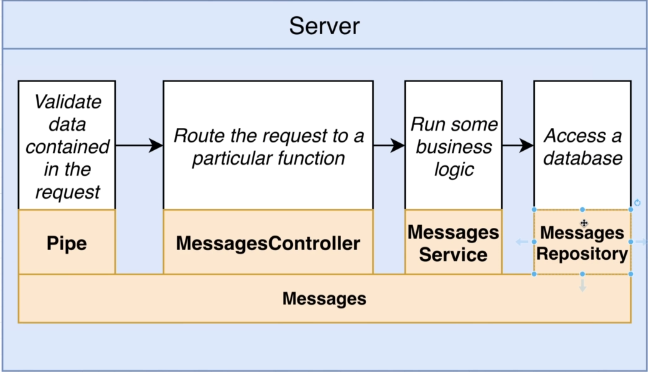 Server
Validate
data
contained
in the
request
Route the request to a
particular function
Run some
business
logic
Access a
database
Pipe
MessagesController
Messages
Service
Messages
Repository
Messages